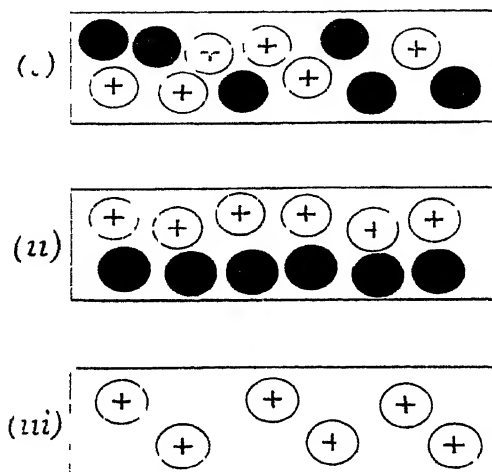 (.)
+ + +
+ + +
(ii)
+ + + + + +
(iii)
+ + +
+ + +